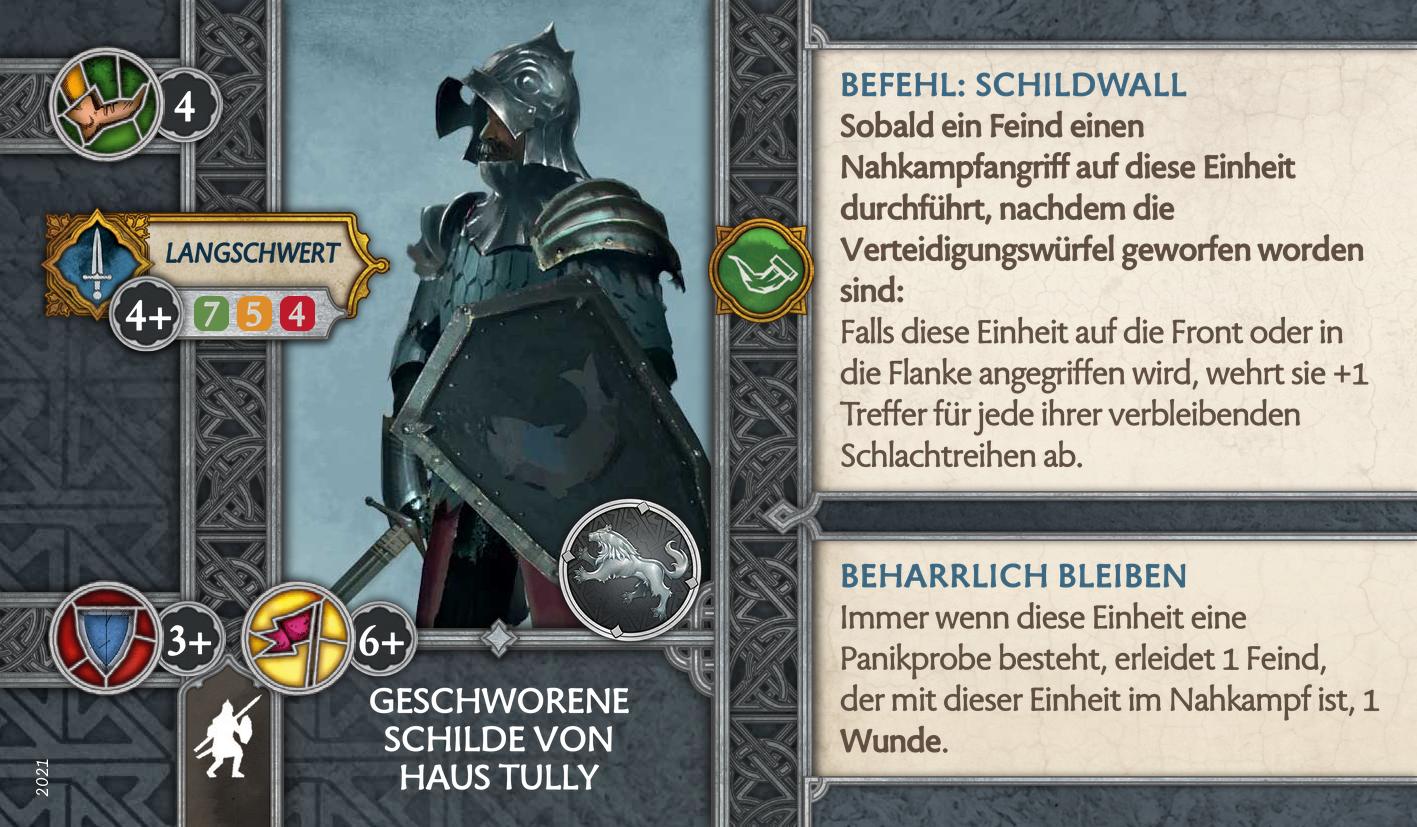 4
LANGSCHWERT
4+ 7 5 4
3+ 6+
GESCHWORENE
SCHILDE VON
HAUS TULLY
2021
BEFEHL: SCHILDWALL
Sobald ein Feind einen
Nahkampfangriff auf diese Einheit
durchführt, nachdem die
Verteidigungswürfel geworfen worden
sind:
Falls diese Einheit auf die Front oder in
die Flanke angegriffen wird, wehrt sie +1
Treffer für jede ihrer verbleibenden
Schlachtreihen ab.
BEHARRLICH BLEIBEN
Immer wenn diese Einheit eine
Panikprobe besteht, erleidet 1 Feind,
der mit dieser Einheit im Nahkampf ist, 1
Wunde.